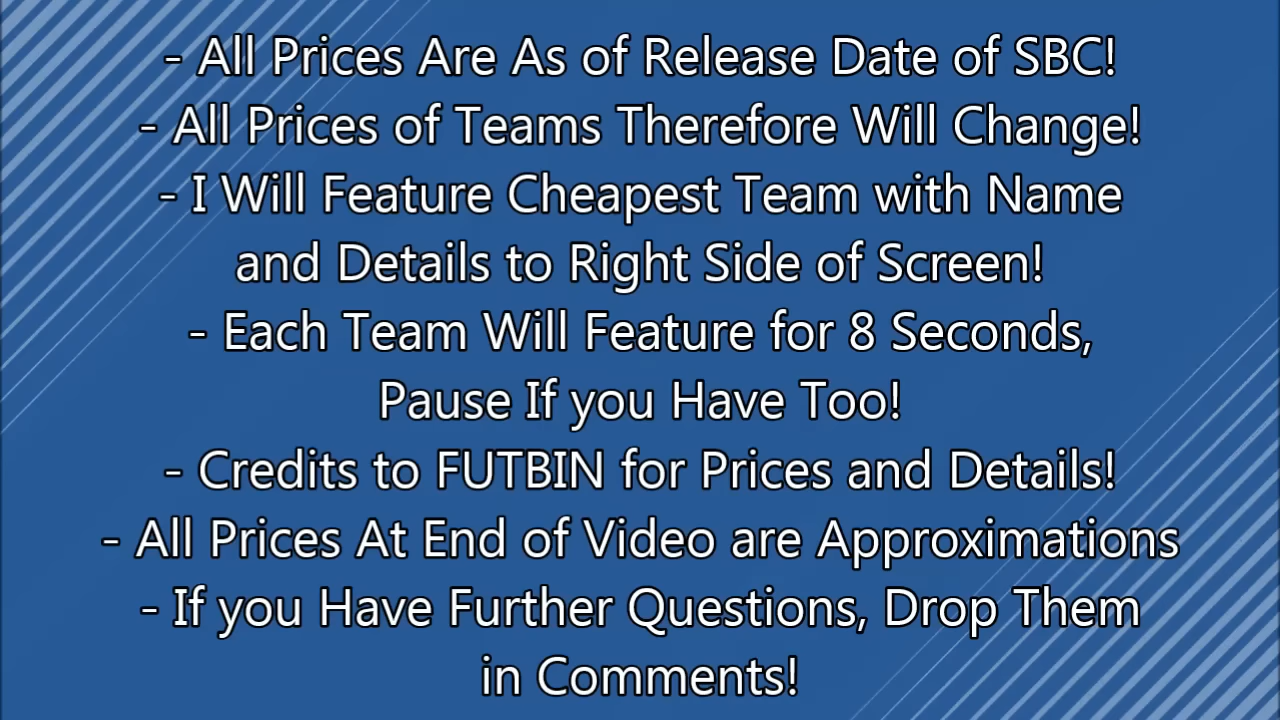 - All Prices Are As of Release Date of SBC!
- All Prices of Teams Therefore Will Change!
- I Will Feature Cheapest Team with Name
and Details to Right Side of Screen!
- Each Team Will Feature for 8 Seconds,
Pause If you Have Too!
- Credits to FUTBIN for Prices and Details!
- All Prices At End of Video are Approximations
- If you Have Further Questions, Drop Them
in Comments!